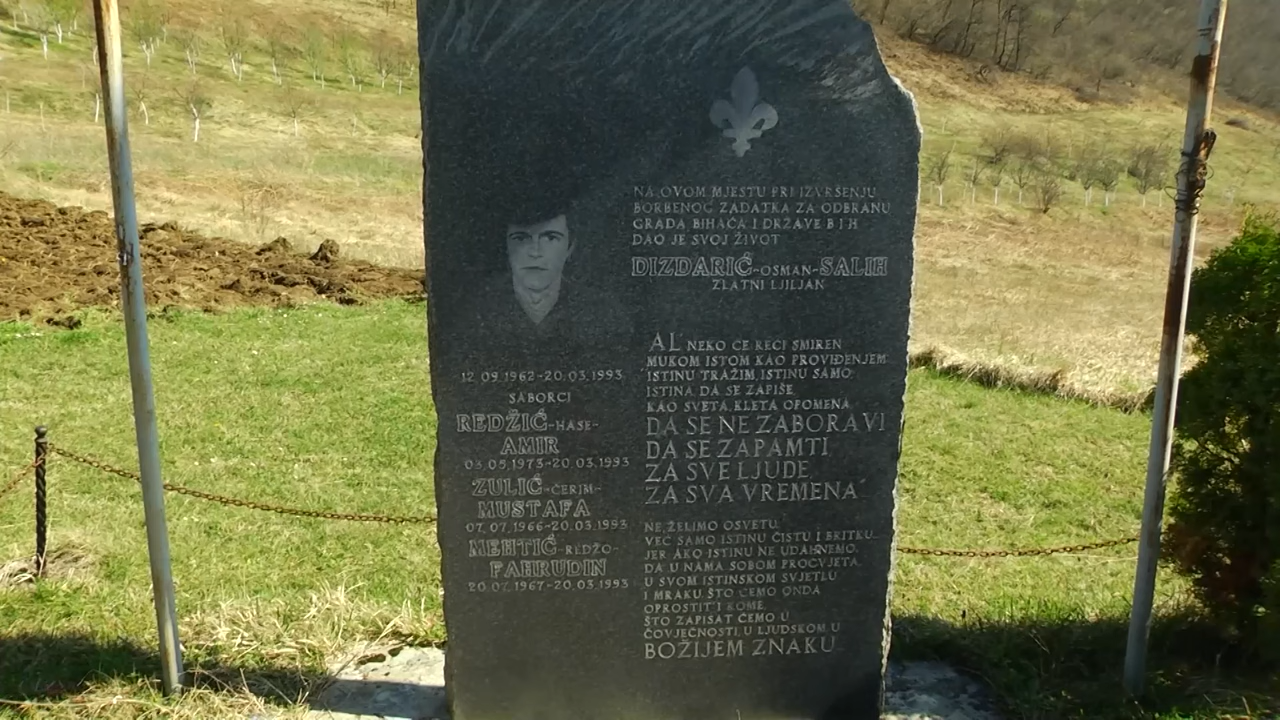 NA OVOM MJESTU PRI IZVRŠENJU
BORBENOG ZADATKA ZA ODBRANU
GRADA BIHAĆA I DRŽAVE BIH
DAO JE SVOJ ŽIVOT
DIZDARIĆ-OSMAN-SALIH
ZLATNI LJILJAN
12.09.1962-20.03.1993
SABORCI
REDŽIĆ-HASE-
AMIR
03.05.1973-20.03.1993
ZULIĆ-ĆERIM-
MUSTAFA
07.07.1966-20.03.1993
MEHTIĆ-REDŽO-
FAHRUDIN
20.07.1967-20.03.1993
AL NEKO ĆE REĆI SMIREN
MUKOM ISTOM KAO PROVIĐENJEM
ISTINU TRAŽIM, ISTINU SAMO
ISTINA DA SE ZAPIŠE
KAO SVETA, KLETA OPOMENA
DA SE NE ZABORAVI
DA SE ZAPAMTI
ZA SVE LJUDE
ZA SVA VREMENA
NE ŽELIMO OSVETU
VEĆ SAMO ISTINU ČISTU I BRITKU
JER AKO ISTINU NE UDAHNEMO
DA U NAMA SOBOM PROCVJETA
U SVOM ISTINSKOM SVJETLU
I MRAKU ŠTO ĆEMO ONDA
OPROSTIT I KOME
ŠTO ZAPISAT ĆEMO U
ČOVJEČNOSTI, U LJUDSKOM U
BOŽIJEM ZNAKU